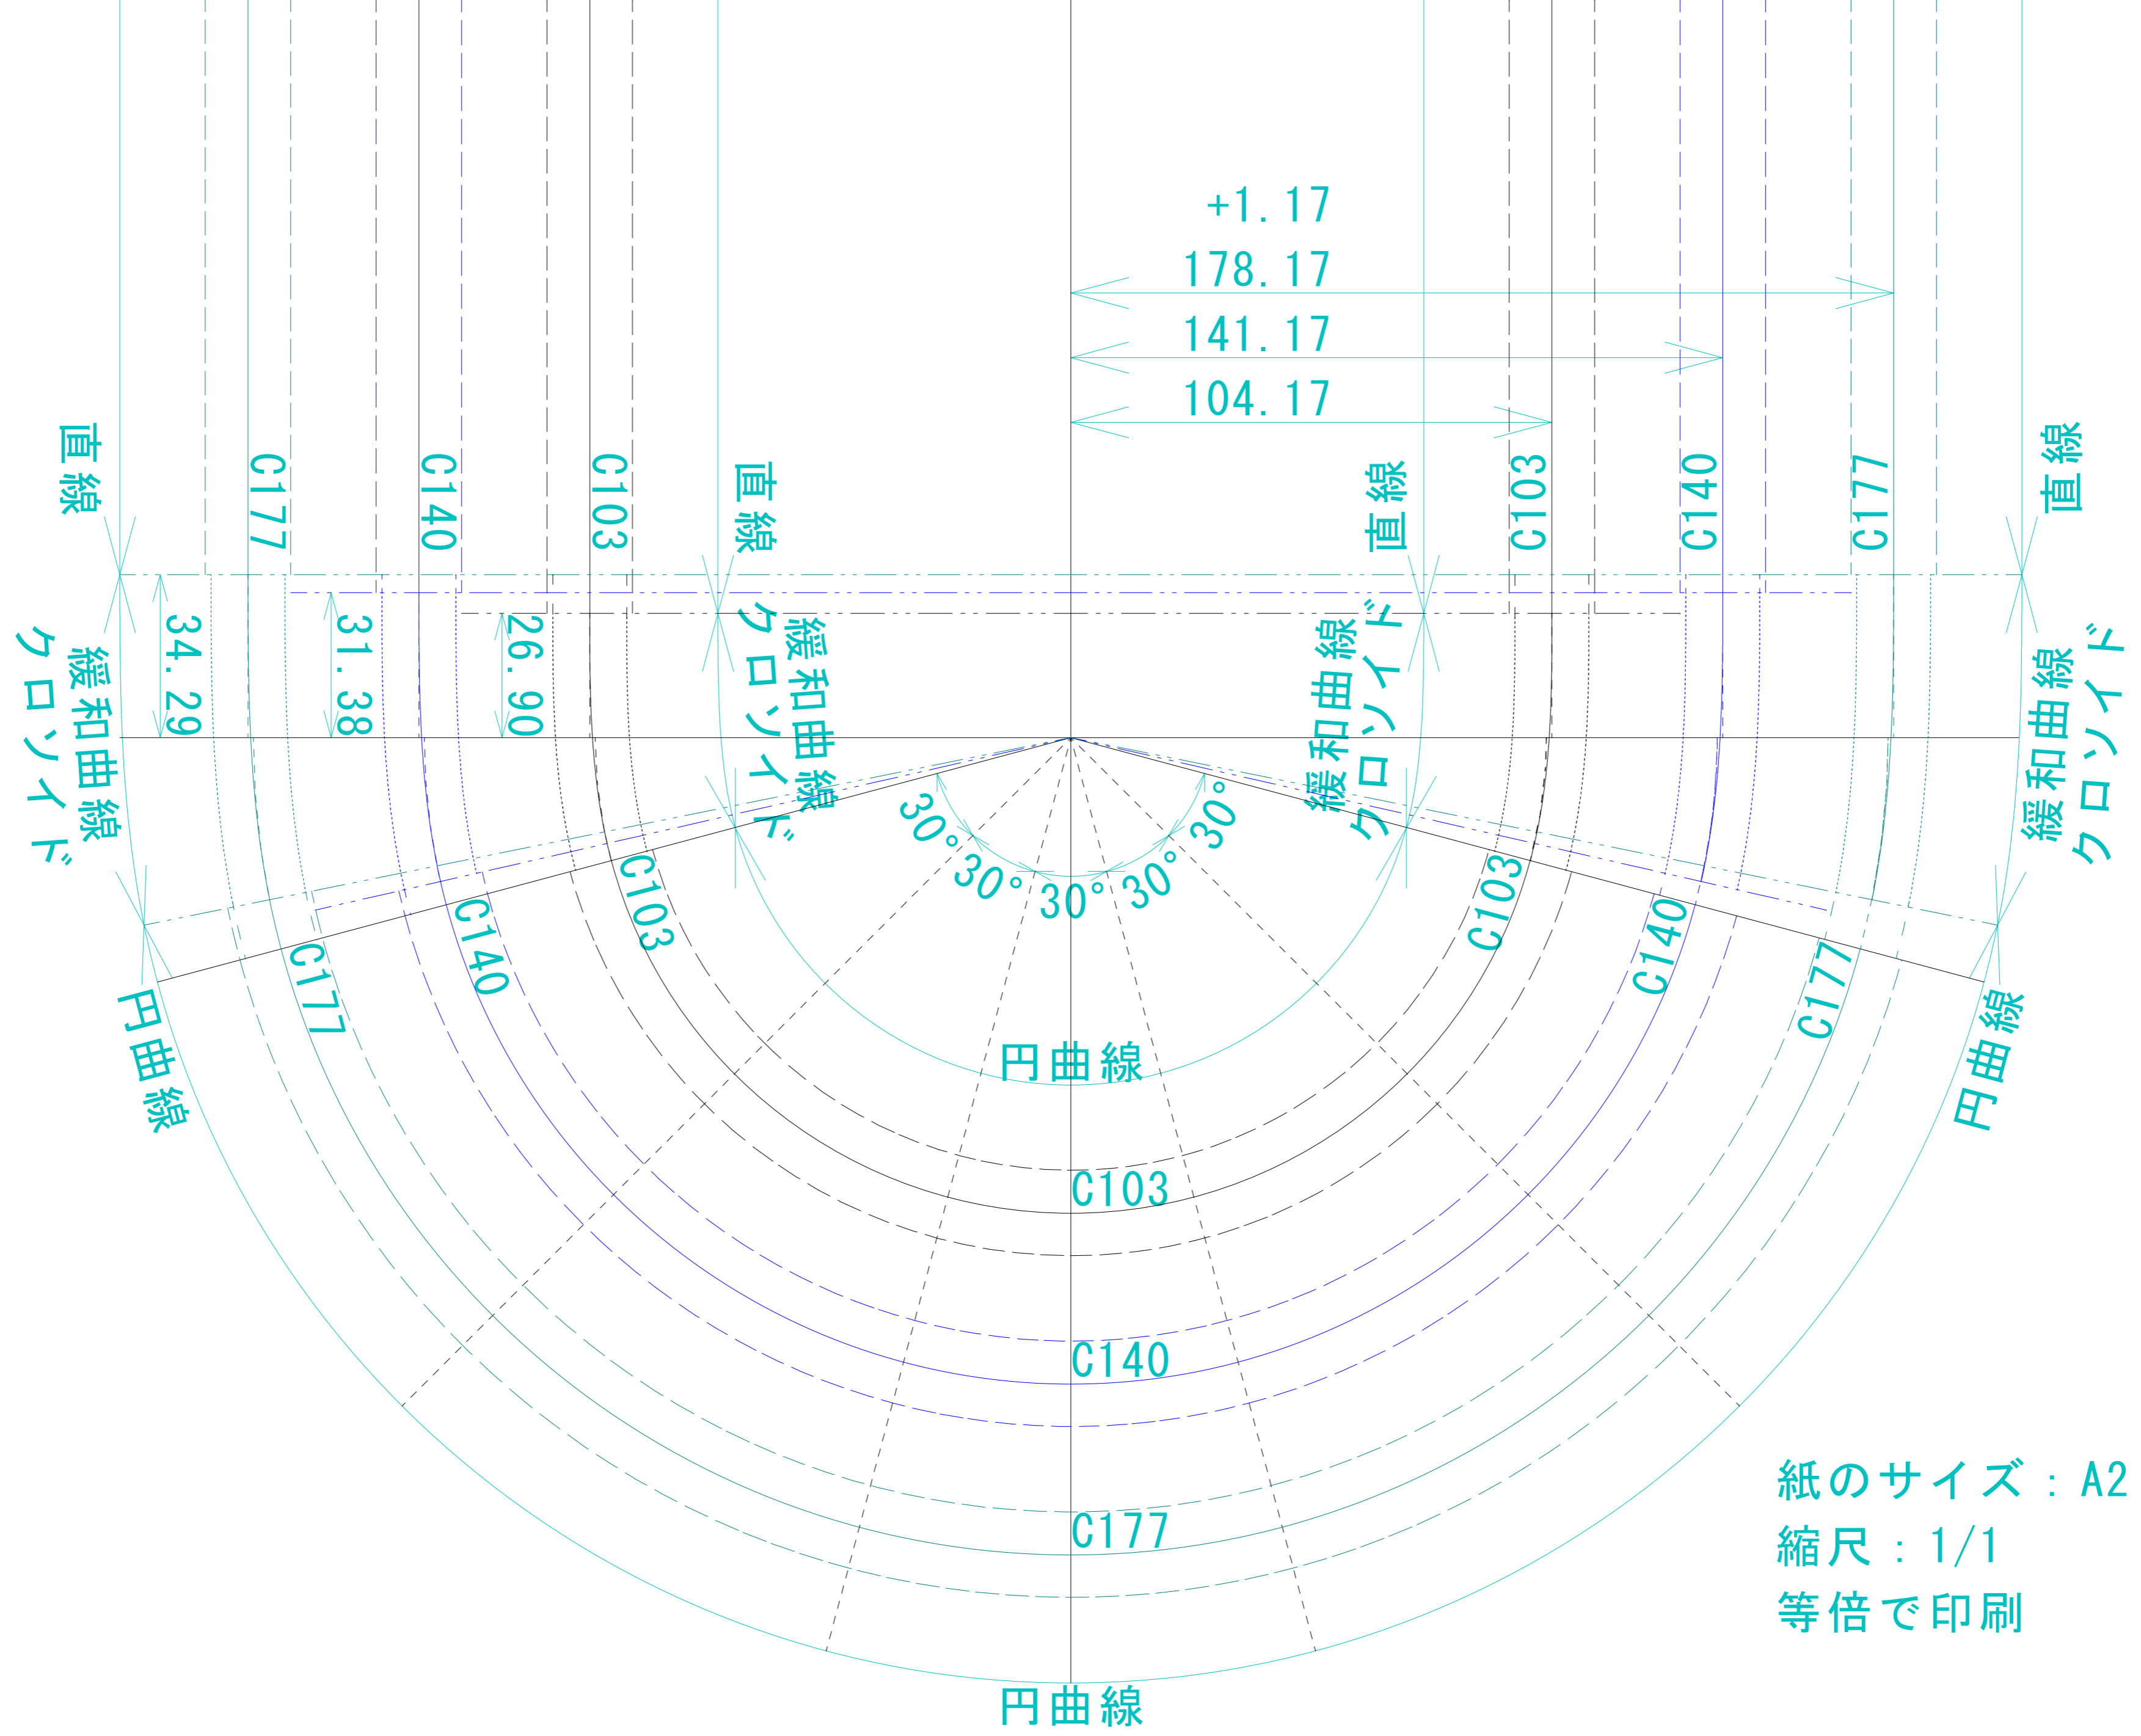 +1.17
178.17
141.17
104.17
直線
C177
C140
C103
直線
直線
C103
C140
C177
直線
緩和曲線
クロソイド
34.29
31.38
26.90
緩和曲線
クロソイド
緩和曲線
クロソイド
緩和曲線
クロソイド
30°
30°
30°
30°
30°
C103
C140
C177
C103
C140
C177
円曲線
円曲線
円曲線
C103
C140
C177
円曲線
紙のサイズ：A2
縮尺：1/1
等倍で印刷